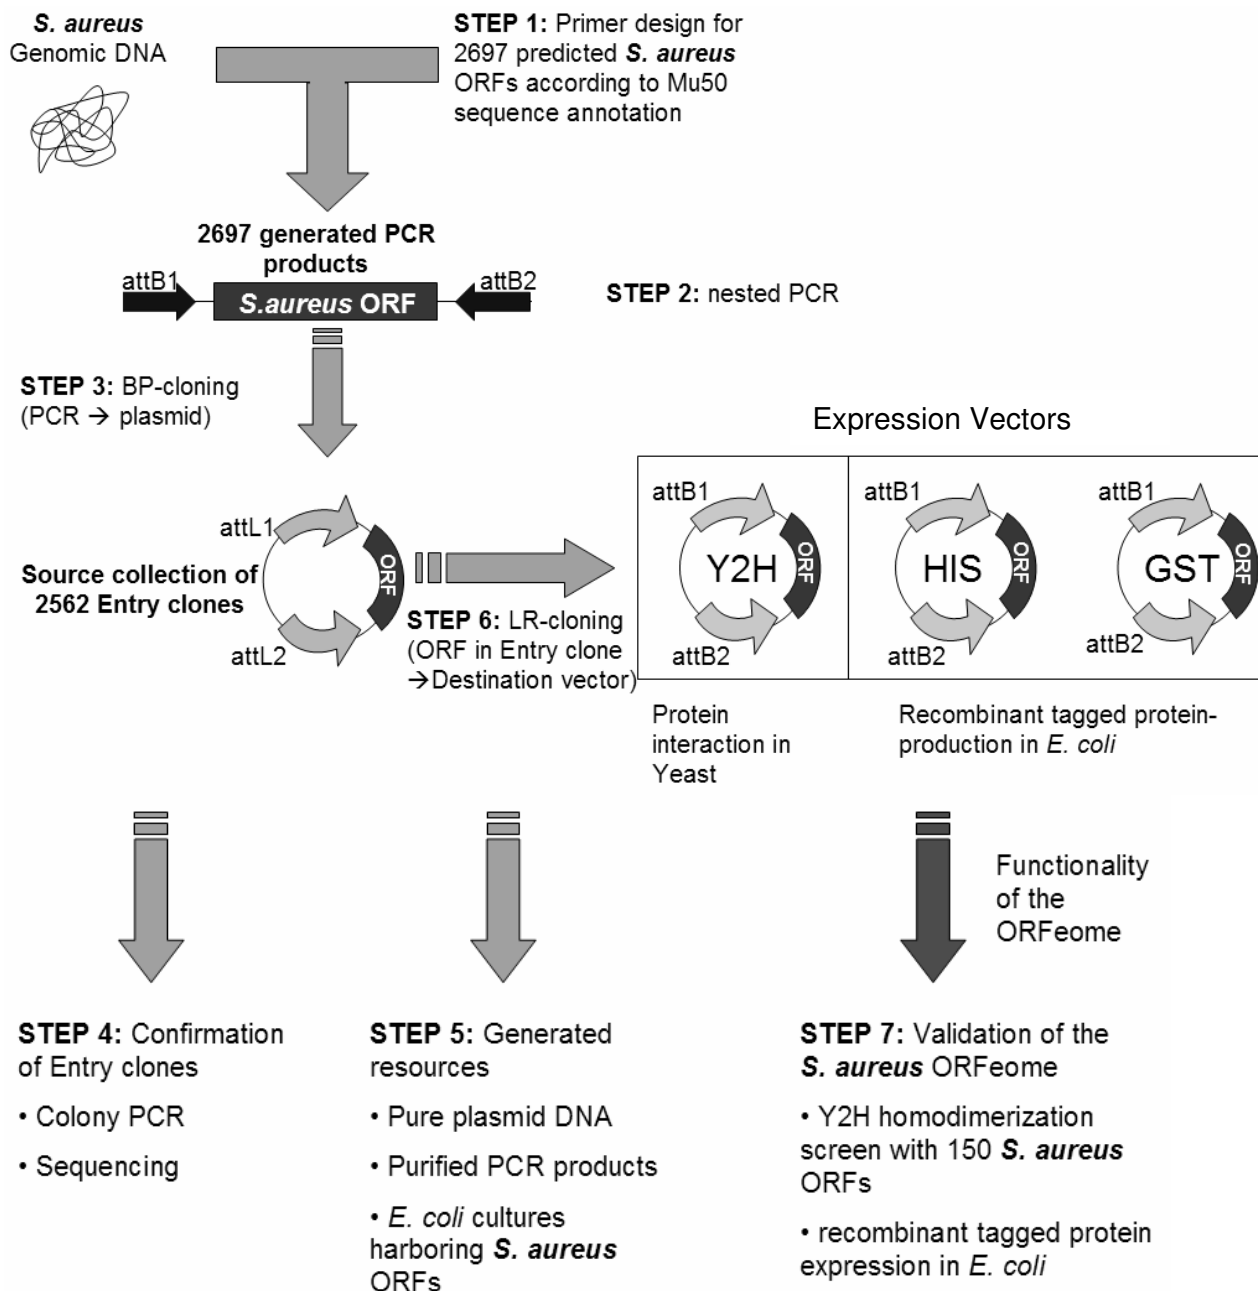 S. aureus
Genomic DNA
STEP 1: Primer design for
2697 predicted S. aureus
ORFs according to Mu50
sequence annotation
2697 generated PCR
products
attB1
attB2
S.aureus ORF
STEP 2: nested PCR
STEP 3: BP-cloning
(PCR → plasmid)
Expression Vectors
attL1
ORF
attL2
Source collection of
2562 Entry clones
STEP 6: LR-cloning
(ORF in Entry clone
→Destination vector)
attB1
Y2H
ORF
attB2
attB1
HIS
ORF
attB2
attB1
GST
ORF
attB2
Protein
interaction in
Yeast
Recombinant tagged protein-
production in E. coli
Functionality
of the
ORFeome
STEP 4: Confirmation
of Entry clones
• Colony PCR
• Sequencing
STEP 5: Generated
resources
• Pure plasmid DNA
• Purified PCR products
• E. coli cultures
harboring S. aureus
ORFs
STEP 7: Validation of the
S. aureus ORFeome
• Y2H homodimerization
screen with 150 S. aureus
ORFs
• recombinant tagged protein
expression in E. coli